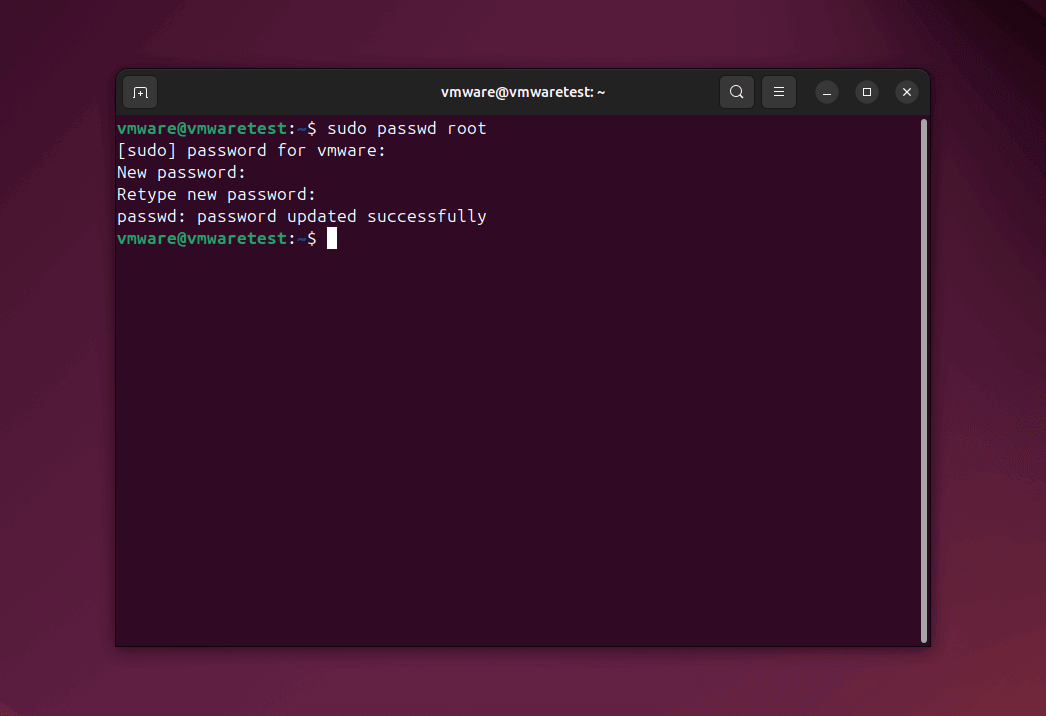 vmware@vmwaretest: ~
vmware@vmwaretest:~$ sudo passwd root
[sudo] password for vmware:
New password:
Retype new password:
passwd: password updated successfully
vmware@vmwaretest:~$